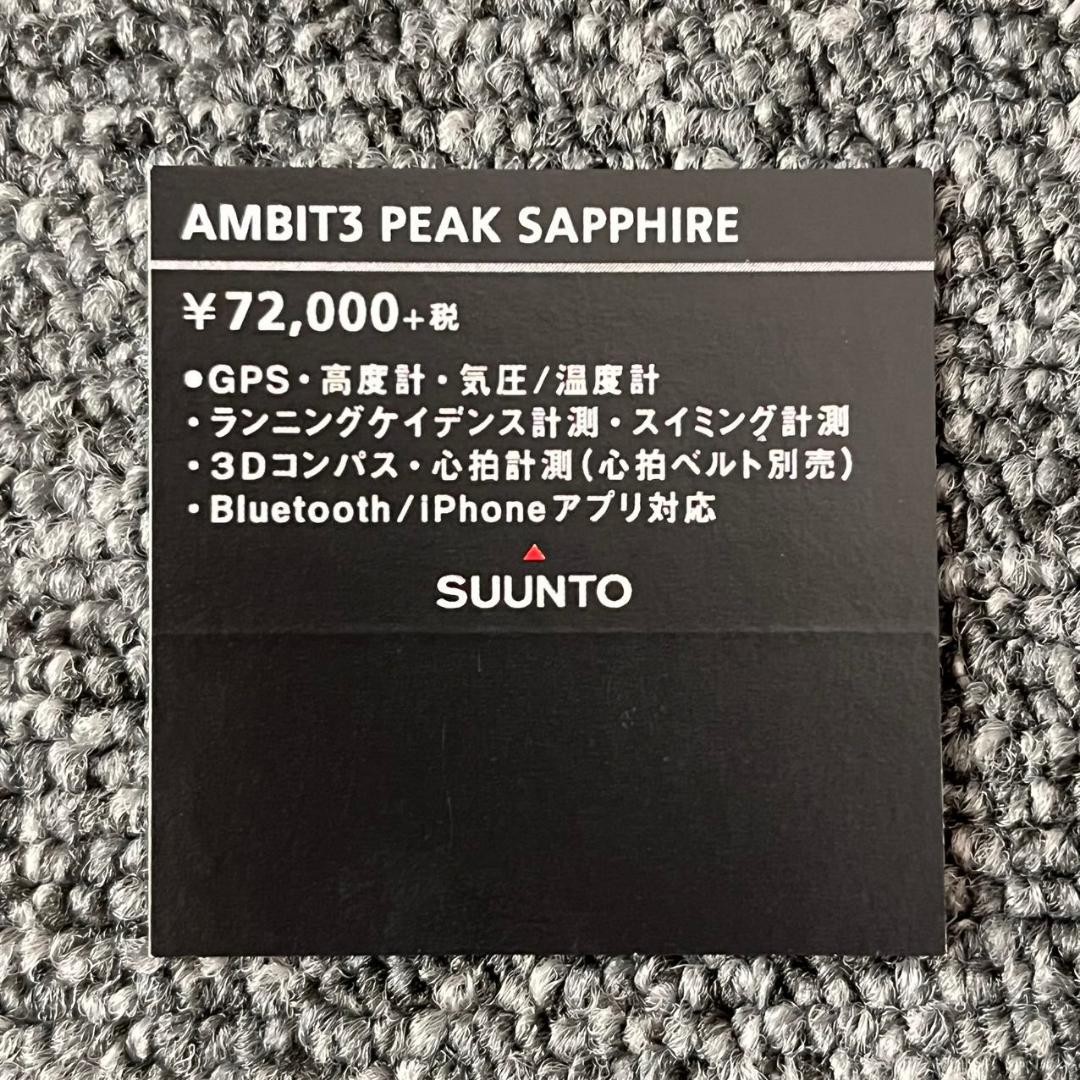 AMBIT3 PEAK SAPPHIRE
¥72,000+税
●GPS・高度計・気圧/温度計
・ランニングケイデンス計測・スイミング計測
・3Dコンパス・心拍計測(心拍ベルト別売)
・Bluetooth/iPhoneアプリ対応
SUUNTO